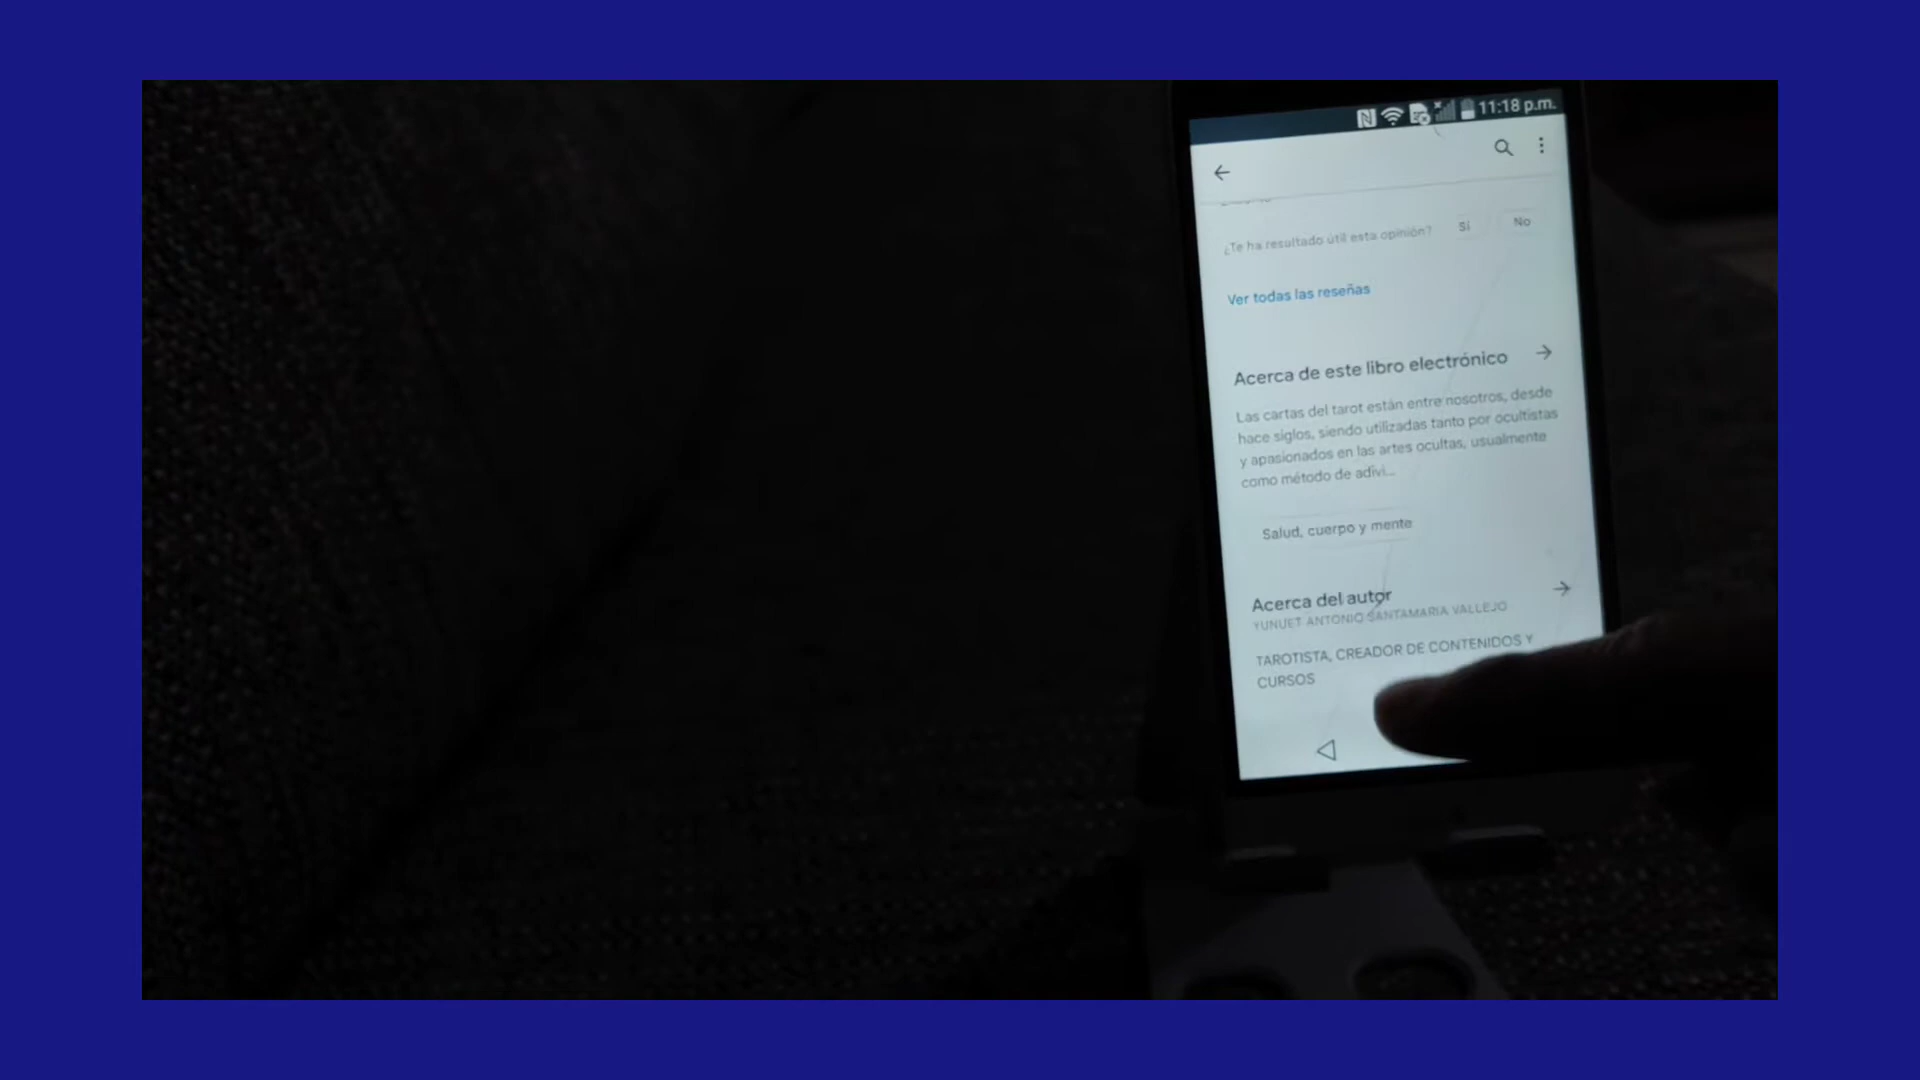 11:18 p.m.
¿Te ha resultado útil esta opinión? Sí No
Ver todas las reseñas
Acerca de este libro electrónico
Las cartas del tarot están entre nosotros, desde
hace siglos, siendo utilizadas tanto por ocultistas
y apasionados en las artes ocultas, usualmente
como método de adivi...
Salud, cuerpo y mente
Acerca del autor
YUNUET ANTONIO SANTAMARIA VALLEJO
TAROTISTA, CREADOR DE CONTENIDOS Y
CURSOS